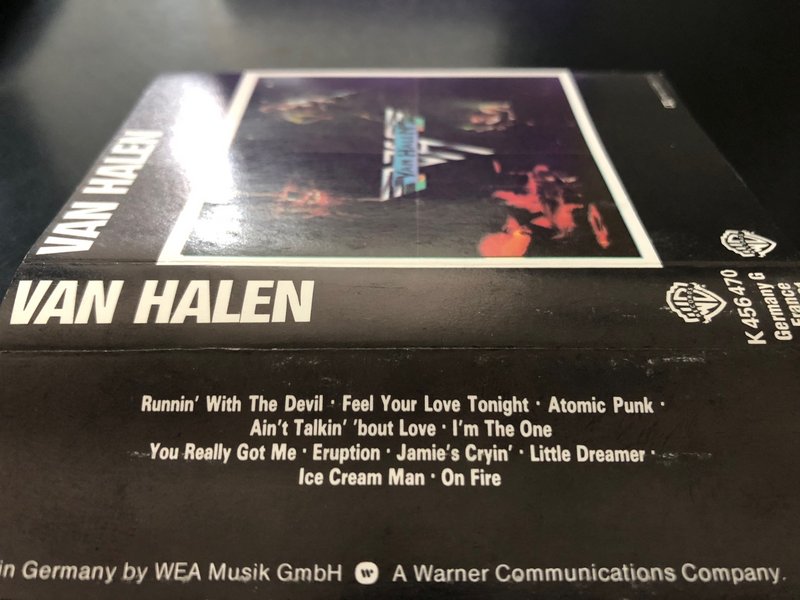 VAN HALEN
VAN HALEN
VAN HALEN
K 456 470
Germany G
France
Runnin' With The Devil · Feel Your Love Tonight · Atomic Punk ·
Ain't Talkin' 'bout Love · I'm The One
You Really Got Me · Eruption · Jamie's Cryin' · Little Dreamer ·
Ice Cream Man · On Fire
in Germany by WEA Musik GmbH A Warner Communications Company.